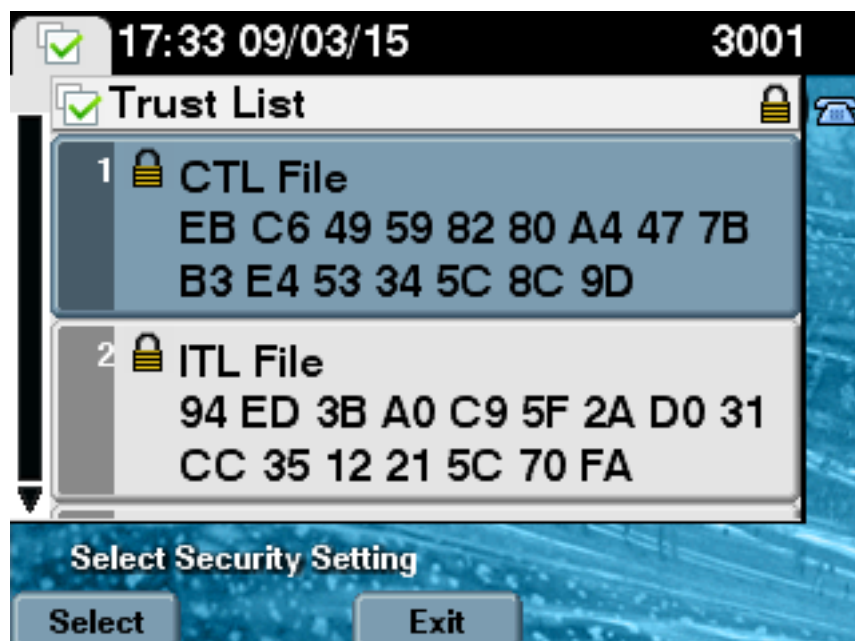 17:33 09/03/15 3001
Trust List
1 CTL File
EB C6 49 59 82 80 A4 47 7B
B3 E4 53 34 5C 8C 9D
2 ITL File
94 ED 3B A0 C9 5F 2A D0 31
CC 35 12 21 5C 70 FA
Select Security Setting
Select Exit